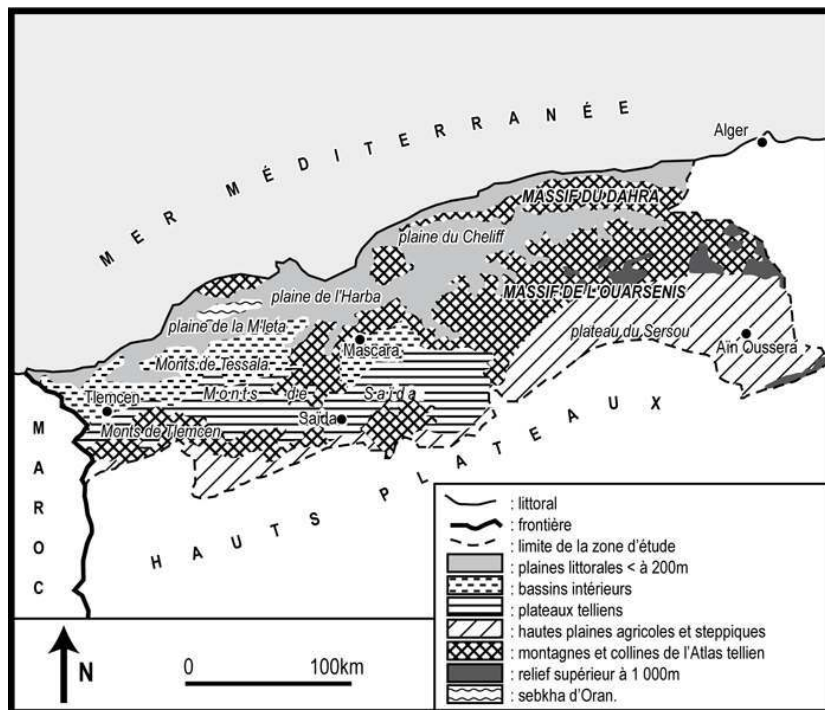 MER MÉDITERRANÉE
Alger
MASSIF DU DAHRA
plaine du Cheliff
plaine de l'Harba
MASSIF DE L'OUARSENIS
plaine de la M'leta
plateau du Sersou
Mascara
Aïn Oussera
Monts de Tessala
Monts de Saïda
Tlemcen
Saïda
Monts de Tlemcen
MAROC
HAUTS PLATEAUX
: littoral
: frontière
: limite de la zone d'étude
: plaines littorales < à 200m
: bassins intérieurs
: plateaux telliens
: hautes plaines agricoles et steppiques
: montagnes et collines de l'Atlas tellien
: relief supérieur à 1 000m
: sebkha d'Oran.
N
0 100km